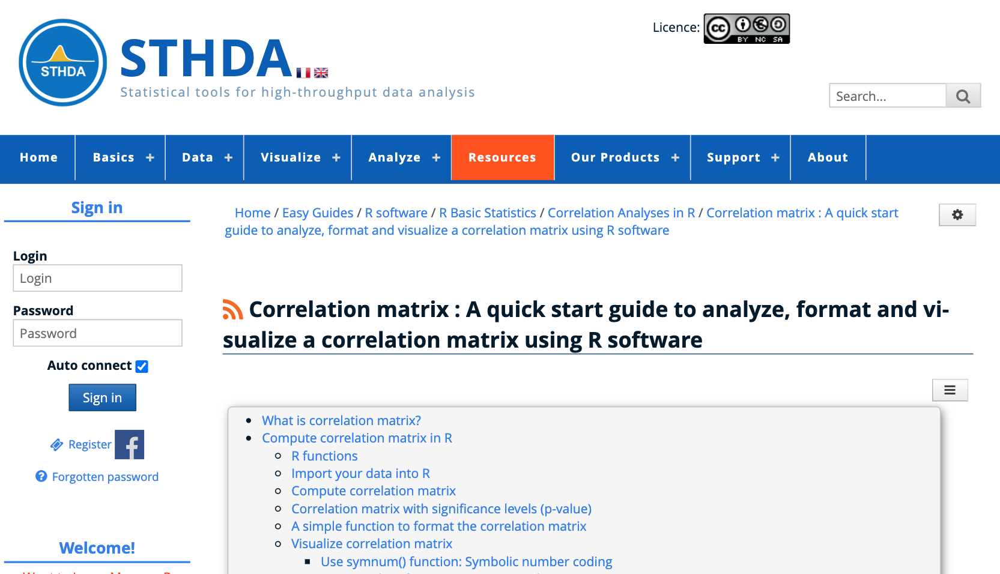 Licence:
cc BY NC SA
STHDA
STHDA
Statistical tools for high-throughput data analysis
Search...
Home Basics + Data + Visualize + Analyze + Resources Our Products + Support + About
Sign in
Login
Login
Password
Password
Auto connect
Sign in
Register
Forgotten password
Welcome!
Home / Easy Guides / R software / R Basic Statistics / Correlation Analyses in R / Correlation matrix : A quick start
guide to analyze, format and visualize a correlation matrix using R software
Correlation matrix : A quick start guide to analyze, format and vi-
sualize a correlation matrix using R software
What is correlation matrix?
Compute correlation matrix in R
R functions
Import your data into R
Compute correlation matrix
Correlation matrix with significance levels (p-value)
A simple function to format the correlation matrix
Visualize correlation matrix
Use symnum() function: Symbolic number coding